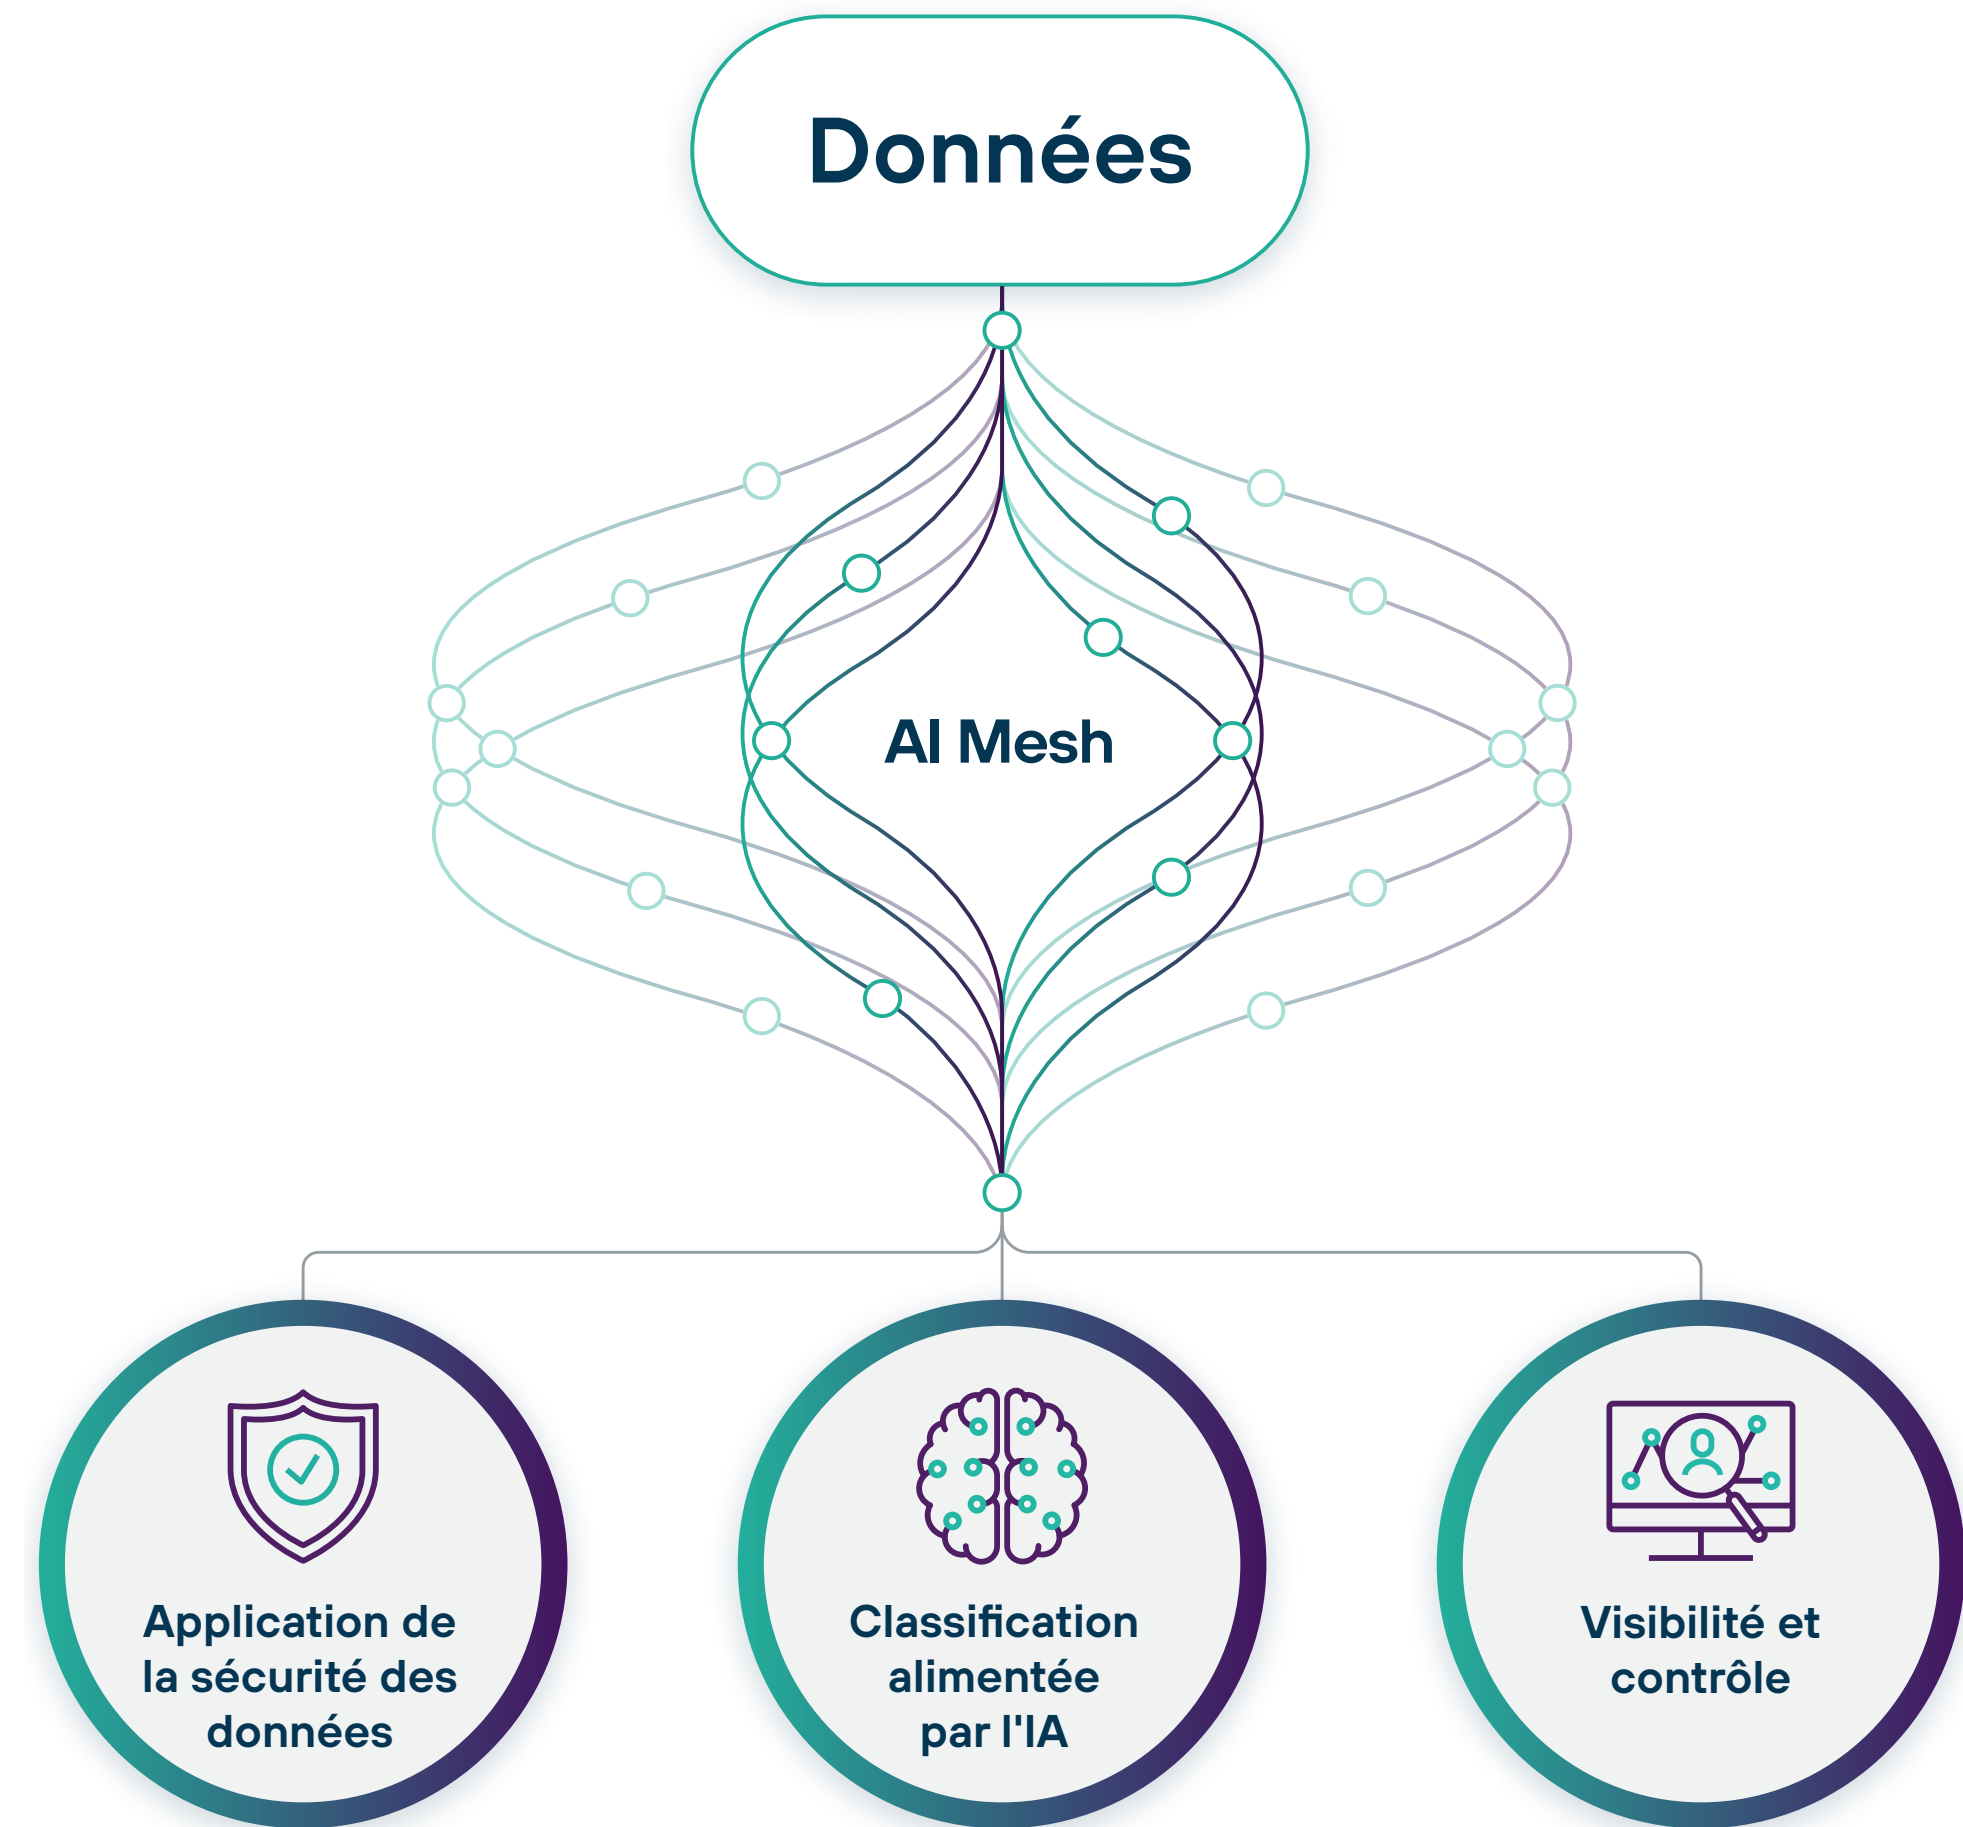 Données
AI Mesh
Application de
la sécurité des
données
Classification
alimentée
par l'IA
Visibilité et
contrôle